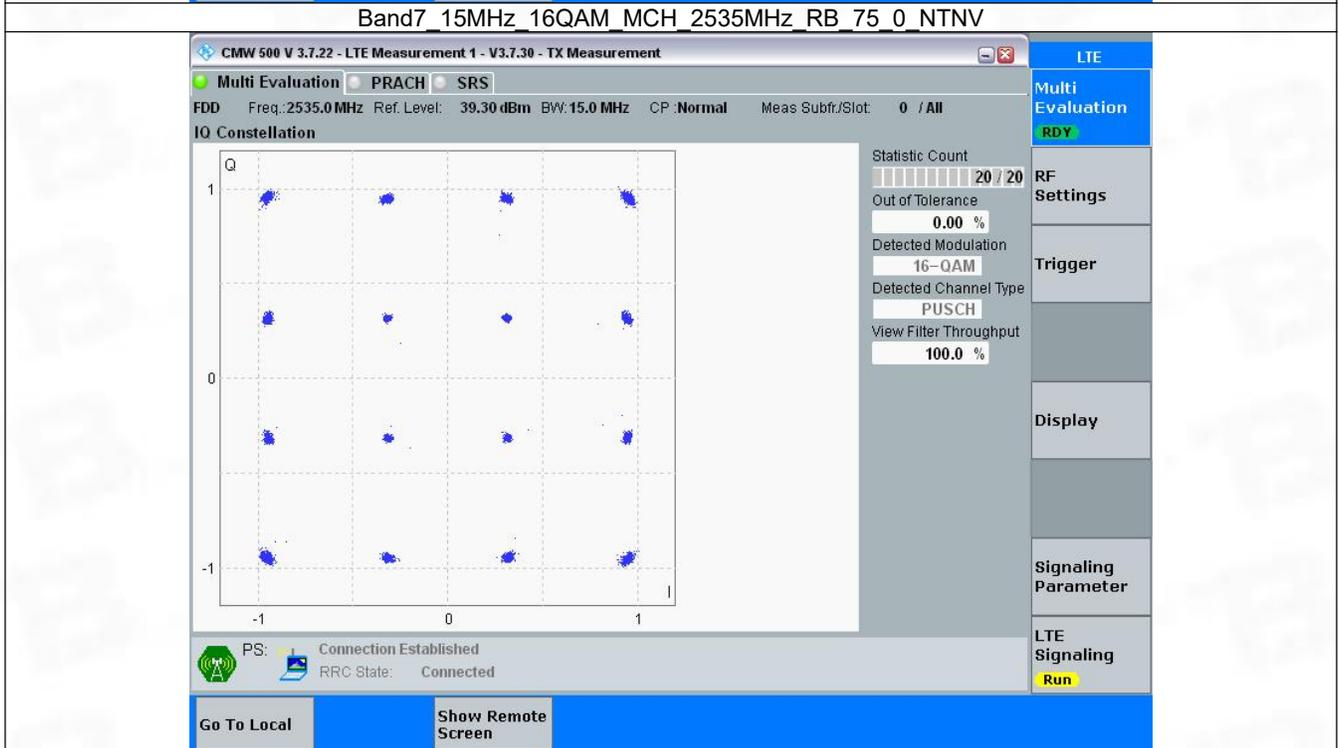 Band7_15MHz_16QAM_MCH_2535MHz_RB_75_0_NTNV
CMW 500 V 3.7.22 - LTE Measurement 1 - V3.7.30 - TX Measurement
LTE
Multi Evaluation PRACH SRS
FDD Freq.:2535.0 MHz Ref. Level: 39.30 dBm BW:15.0 MHz CP :Normal Meas Subfr./Slot: 0 / All
IQ Constellation
Q
1
0
-1
-1 0 1
I
Statistic Count
20 / 20
Out of Tolerance
0.00 %
Detected Modulation
16-QAM
Detected Channel Type
PUSCH
View Filter Throughput
100.0 %
Multi
Evaluation
RDY
RF
Settings
Trigger
Display
Signaling
Parameter
LTE
Signaling
Run
PS: Connection Established
RRC State: Connected
Go To Local
Show Remote
Screen